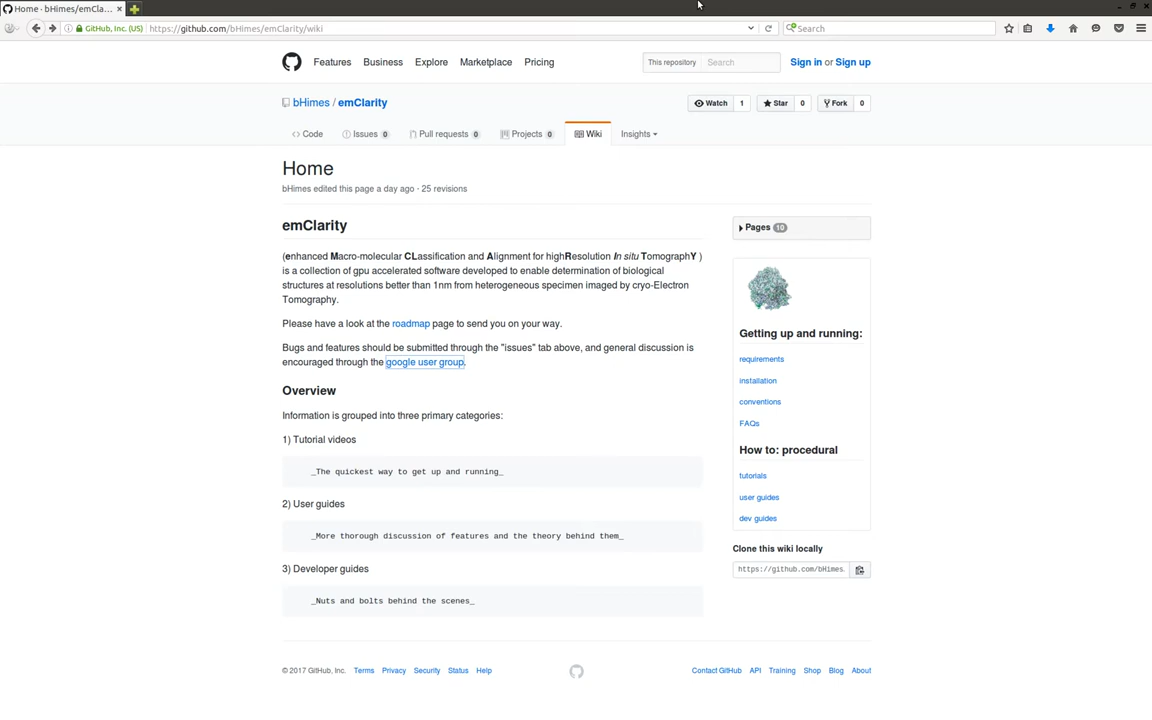 Home · bHimes/emCla...
GitHub, Inc. (US)
https://github.com/bHimes/emClarity/wiki
Search
Features
Business
Explore
Marketplace
Pricing
This repository
Search
Sign in or Sign up
bHimes / emClarity
Watch 1
Star 0
Fork 0
Code
Issues 0
Pull requests 0
Projects 0
Wiki
Insights
Home
bHimes edited this page a day ago · 25 revisions
emClarity
(enhanced Macro-molecular CLassification and Alignment for highResolution In situ TomographY )
is a collection of gpu accelerated software developed to enable determination of biological
structures at resolutions better than 1nm from heterogeneous specimen imaged by cryo-Electron
Tomography.
Please have a look at the roadmap page to send you on your way.
Bugs and features should be submitted through the "issues" tab above, and general discussion is
encouraged through the google user group.
Overview
Information is grouped into three primary categories:
1) Tutorial videos
_The quickest way to get up and running_
2) User guides
_More thorough discussion of features and the theory behind them_
3) Developer guides
_Nuts and bolts behind the scenes_
Pages 10
Getting up and running:
requirements
installation
conventions
FAQs
How to: procedural
tutorials
user guides
dev guides
Clone this wiki locally
https://github.com/bHimes.
© 2017 GitHub, Inc.
Terms
Privacy
Security
Status
Help
Contact GitHub
API
Training
Shop
Blog
About